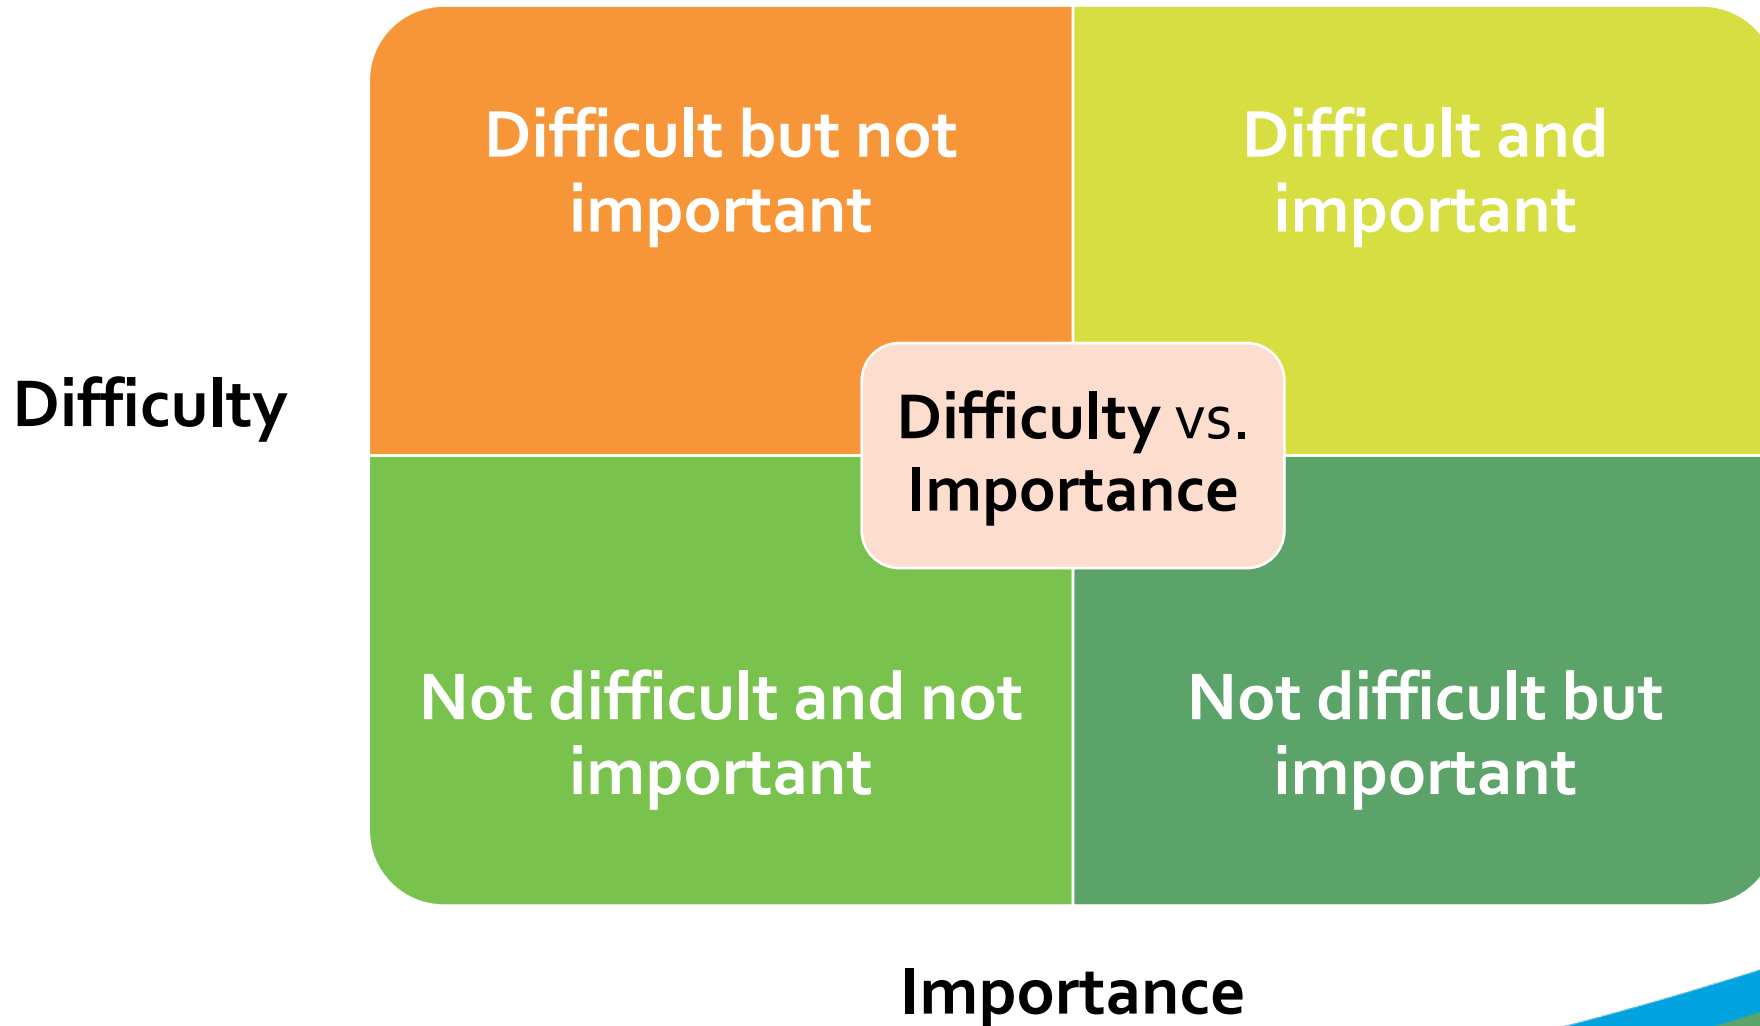 Difficult but not
important
Difficult and
important
Difficulty
Difficulty vs.
Importance
Not difficult and not
important
Not difficult but
important
Importance